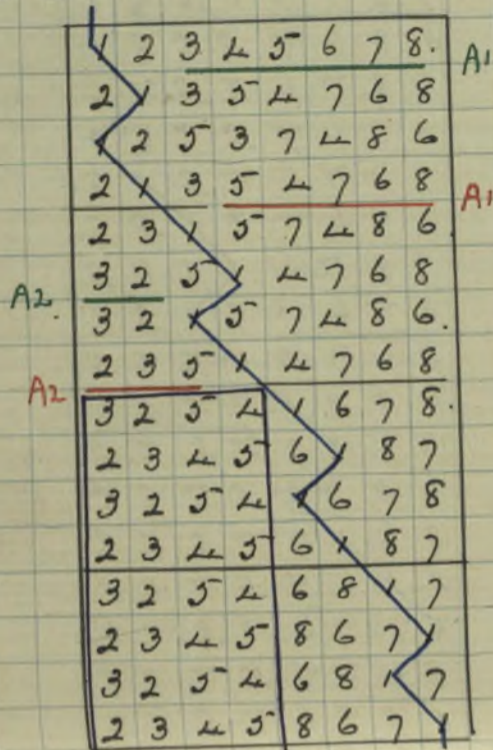 1 2 3 4 5 6 7 8. A1
2 1 3 5 4 7 6 8
1 2 5 3 7 4 8 6
2 1 3 5 4 7 6 8 A1
2 3 1 5 7 4 8 6.
3 2 5 1 4 7 6 8
A2. 3 2 1 5 7 4 8 6.
2 3 5 1 4 7 6 8
A2 3 2 5 4 1 6 7 8.
2 3 4 5 6 1 8 7
3 2 5 4 1 6 7 8
2 3 4 5 6 1 8 7
3 2 5 4 6 8 1 7
2 3 4 5 8 6 7 1
3 2 5 4 6 8 1 7
2 3 4 5 8 6 7 1